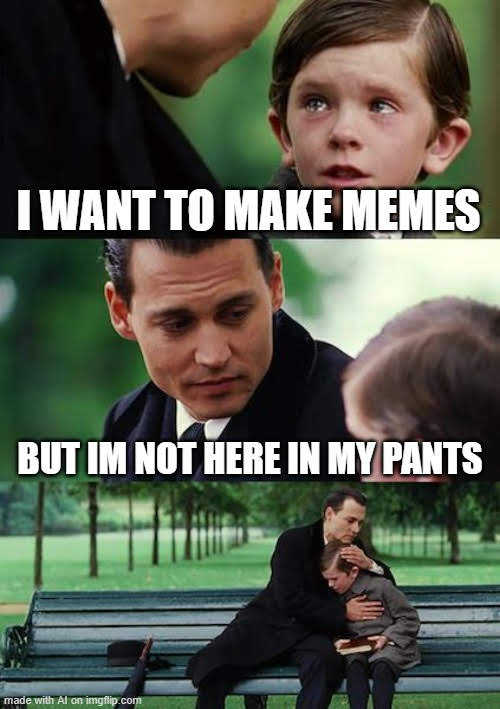 I WANT TO MAKE MEMES
BUT IM NOT HERE IN MY PANTS
made with AI on imgflip.com